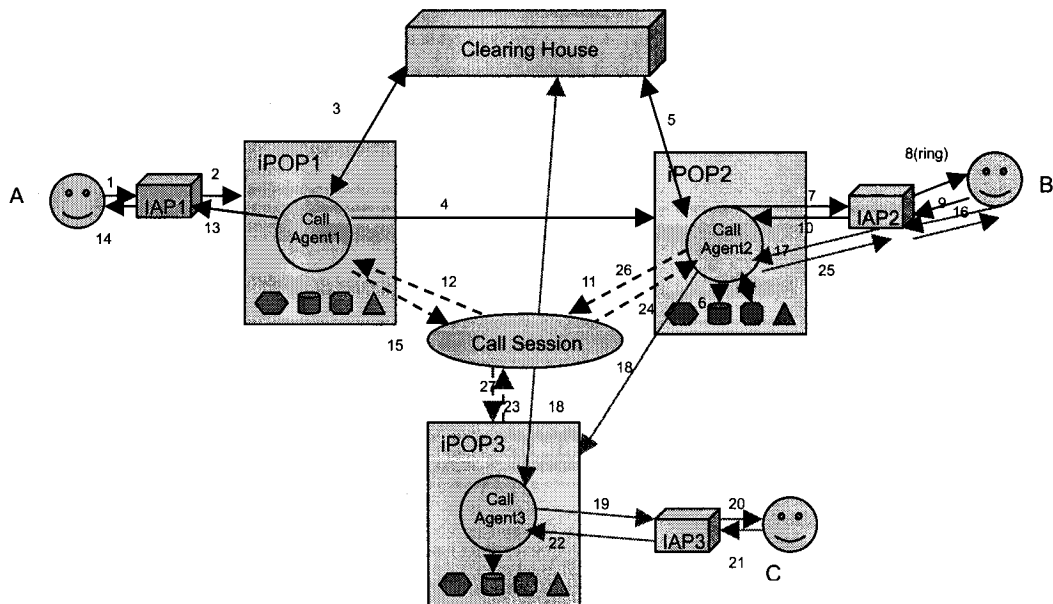 Clearing House
3
5
iPOP1
iPOP2
8(ring)
A
1
2
IAP1
Call
Agent1
4
7
IAP2
9
B
14
13
Call
Agent2
10
16
17
12
11
26
25
6
24
15
Call Session
18
27
23
18
iPOP3
Call
Agent3
19
20
IAP3
22
21
C